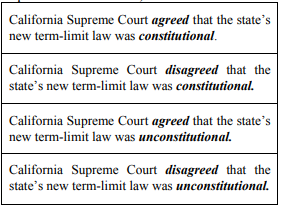 California Supreme Court agreed that the state's
new term-limit law was constitutional.
California Supreme Court disagreed that the
state's new term-limit law was constitutional.
California Supreme Court agreed that the state's
new term-limit law was unconstitutional.
California Supreme Court disagreed that the
state's new term-limit law was unconstitutional.